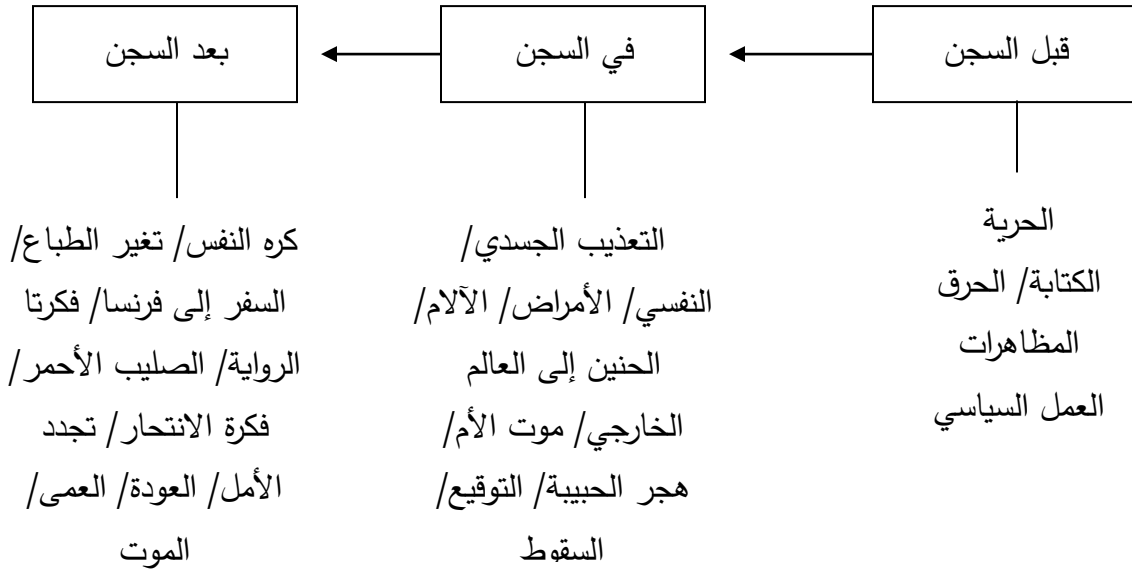 قبل السجن
في السجن
بعد السجن
الحرية
الكتابة/ الحرق
المظاهرات
العمل السياسي
التعذيب الجسدي/
النفسي/ الأمراض/ الآلام/
الحنين إلى العالم
الخارجي/ موت الأم/
هجر الحبيبة/ التوقيع/
السقوط
كره النفس/ تغير الطباع/
السفر إلى فرنسا/ فكرتا
الرواية/ الصليب الأحمر/
فكرة الانتحار/ تجدد
الأمل/ العودة/ العمى/
الموت